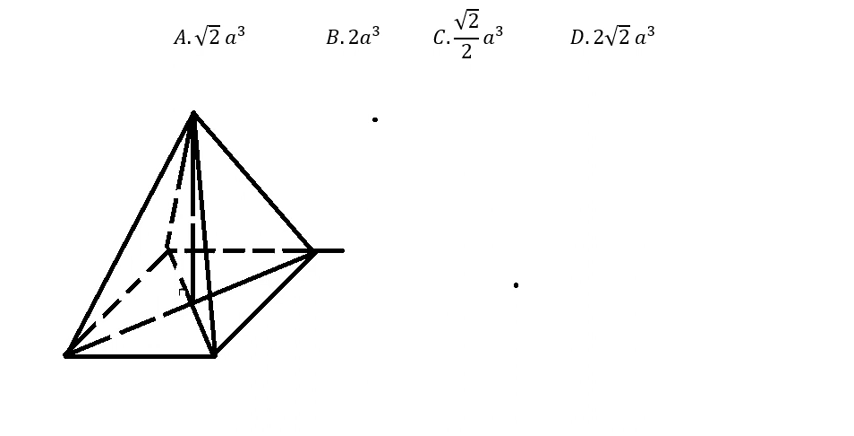 A. √2 a³ B. 2a³ C. √2/2 a³ D. 2√2 a³